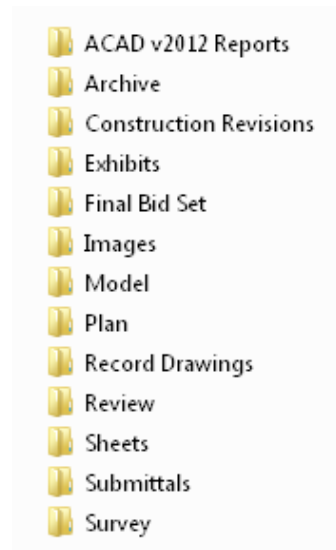 ACAD v2012 Reports
Archive
Construction Revisions
Exhibits
Final Bid Set
Images
Model
Plan
Record Drawings
Review
Sheets
Submittals
Survey